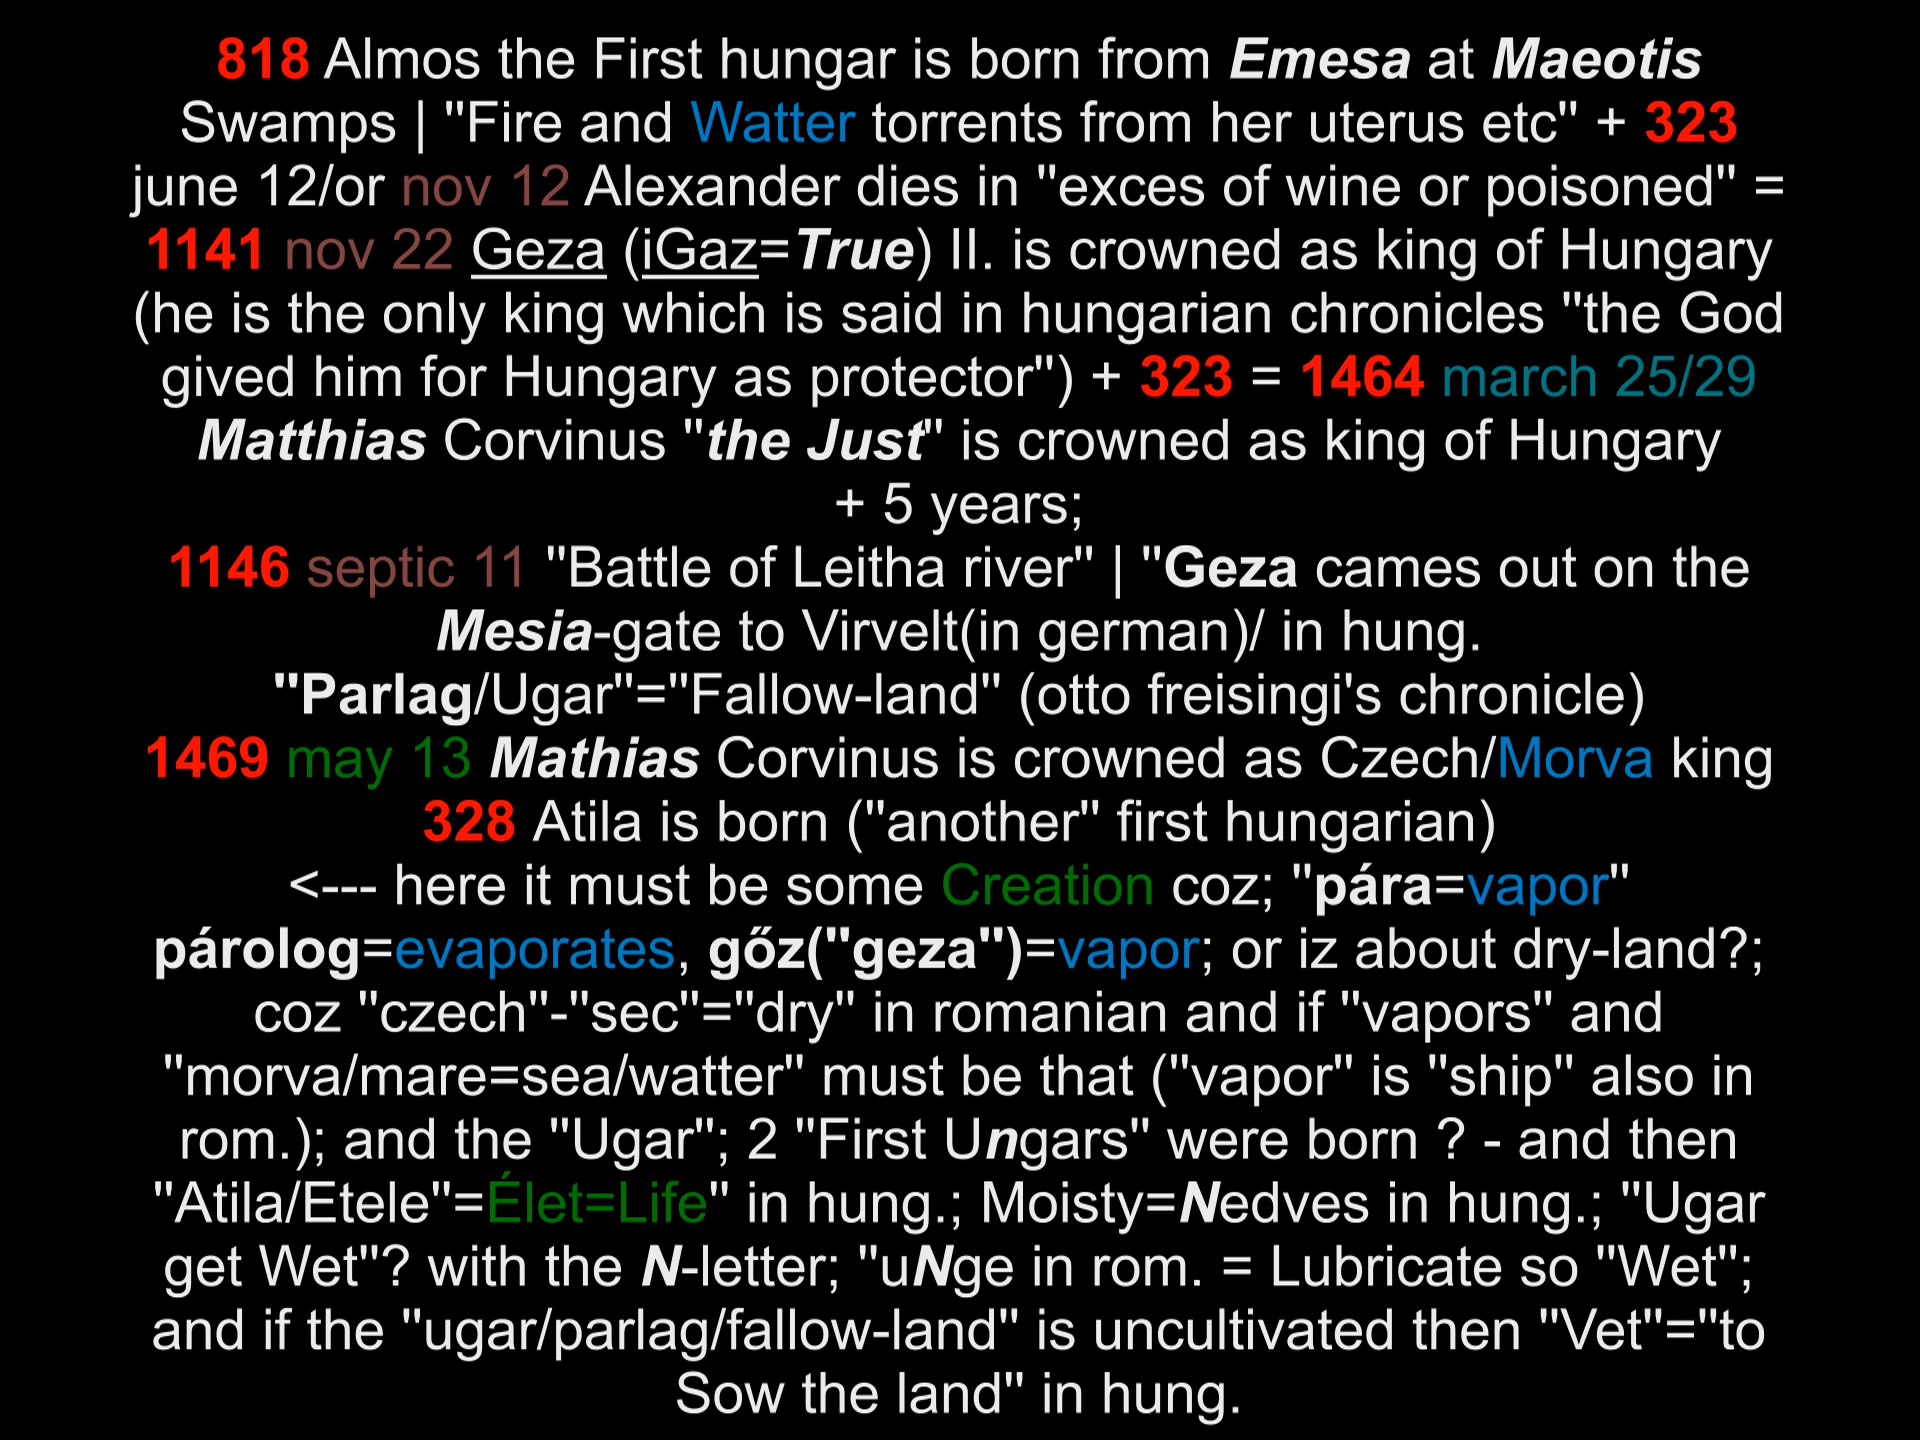 818 Almos the First hungar is born from Emesa at Maeotis
Swamps | "Fire and Watter torrents from her uterus etc" + 323
june 12/or nov 12 Alexander dies in "exces of wine or poisoned" =
1141 nov 22 Geza (iGaz=True) II. is crowned as king of Hungary
(he is the only king which is said in hungarian chronicles "the God
gived him for Hungary as protector") + 323 = 1464 march 25/29
Matthias Corvinus "the Just" is crowned as king of Hungary
+ 5 years;
1146 septic 11 "Battle of Leitha river" | "Geza cames out on the
Mesia-gate to Virvelt(in german)/ in hung.
"Parlag/Ugar"="Fallow-land" (otto freisingi's chronicle)
1469 may 13 Mathias Corvinus is crowned as Czech/Morva king
328 Atila is born ("another" first hungarian)
<--- here it must be some Creation coz; "pára=vapor"
párolog=evaporates, gőz("geza")=vapor; or iz about dry-land?;
coz "czech"-"sec"="dry" in romanian and if "vapors" and
"morva/mare=sea/watter" must be that ("vapor" is "ship" also in
rom.); and the "Ugar"; 2 "First Ungars" were born ? - and then
"Atila/Etele"=Élet=Life" in hung.; Moisty=Nedves in hung.; "Ugar
get Wet"? with the N-letter; "uNge in rom. = Lubricate so "Wet";
and if the "ugar/parlag/fallow-land" is uncultivated then "Vet"="to
Sow the land" in hung.